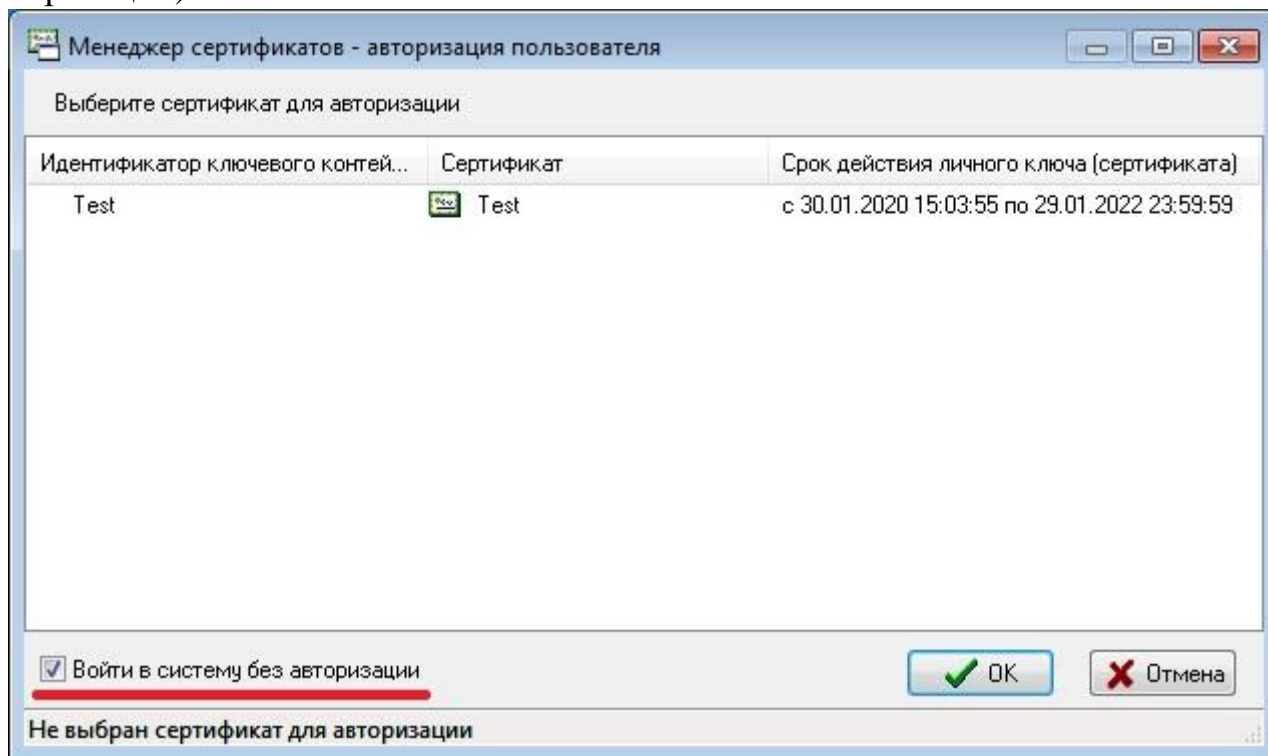 Менеджер сертификатов - авторизация пользователя
Выберите сертификат для авторизации
Идентификатор ключевого контей... Сертификат Срок действия личного ключа (сертификата)
Test Test с 30.01.2020 15:03:55 по 29.01.2022 23:59:59
Войти в систему без авторизации OK Отмена
Не выбран сертификат для авторизации